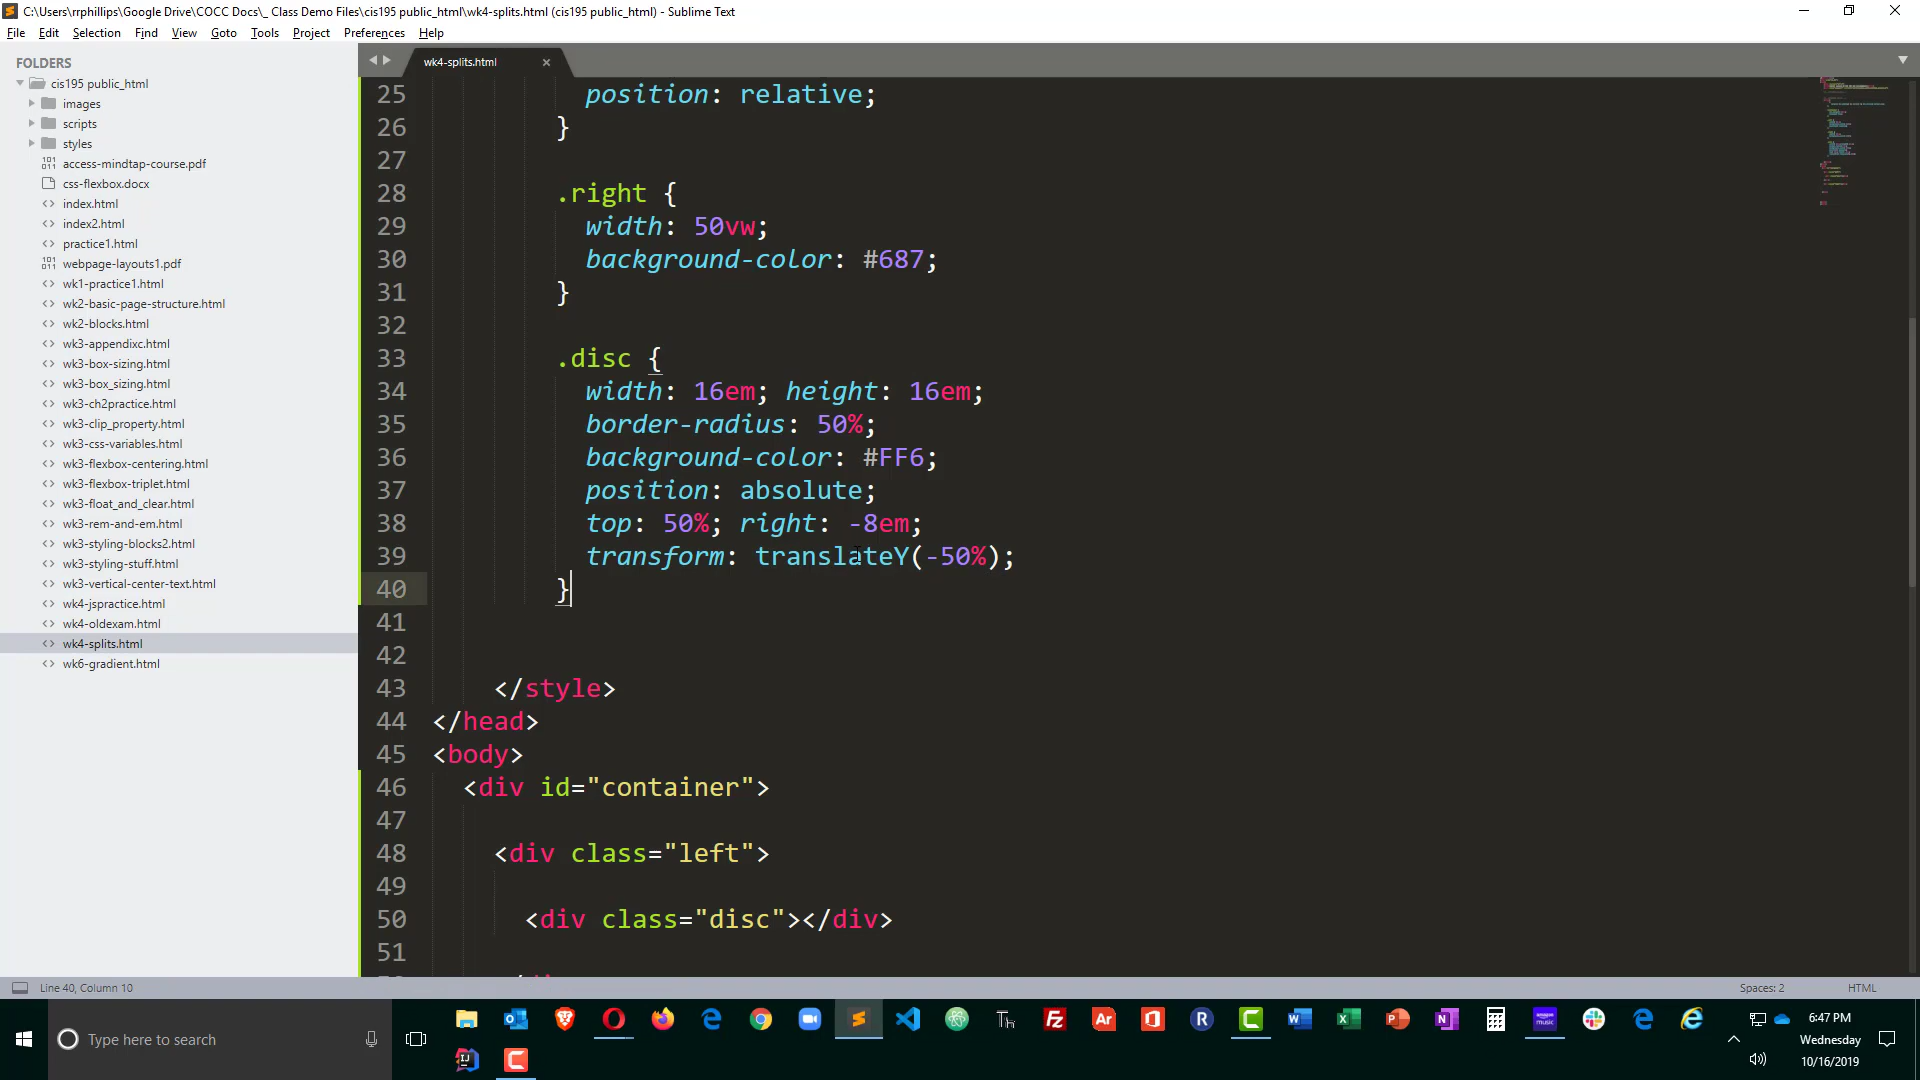 C:\Users\rrphillips\Google Drive\COCC Docs\_ Class Demo Files\cis195 public_html\wk4-splits.html (cis195 public_html) - Sublime Text
File Edit Selection Find View Goto Tools Project Preferences Help
FOLDERS
cis195 public_html
images
scripts
styles
access-mindtap-course.pdf
css-flexbox.docx
index.html
index2.html
practice1.html
webpage-layouts1.pdf
wk1-practice1.html
wk2-basic-page-structure.html
wk2-blocks.html
wk3-appendixc.html
wk3-box-sizing.html
wk3-box_sizing.html
wk3-ch2practice.html
wk3-clip_property.html
wk3-css-variables.html
wk3-flexbox-centering.html
wk3-flexbox-triplet.html
wk3-float_and_clear.html
wk3-rem-and-em.html
wk3-styling-blocks2.html
wk3-styling-stuff.html
wk3-vertical-center-text.html
wk4-jspractice.html
wk4-oldexam.html
wk4-splits.html
wk6-gradient.html
wk4-splits.html
25 position: relative;
26 }
27
28 .right {
29 width: 50vw;
30 background-color: #687;
31 }
32
33 .disc {
34 width: 16em; height: 16em;
35 border-radius: 50%;
36 background-color: #FF6;
37 position: absolute;
38 top: 50%; right: -8em;
39 transform: translateY(-50%);
40 }
41
42
43 </style>
44 </head>
45 <body>
46 <div id="container">
47
48 <div class="left">
49
50 <div class="disc"></div>
51
Line 40, Column 10
Spaces: 2 HTML
Type here to search
6:47 PM
Wednesday
10/16/2019